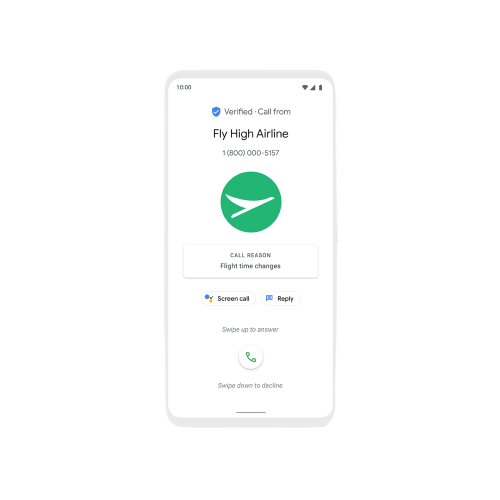 10:00
Verified · Call from
Fly High Airline
1 (800) 000-5157
CALL REASON
Flight time changes
Screen call
Reply
Swipe up to answer
Swipe down to decline